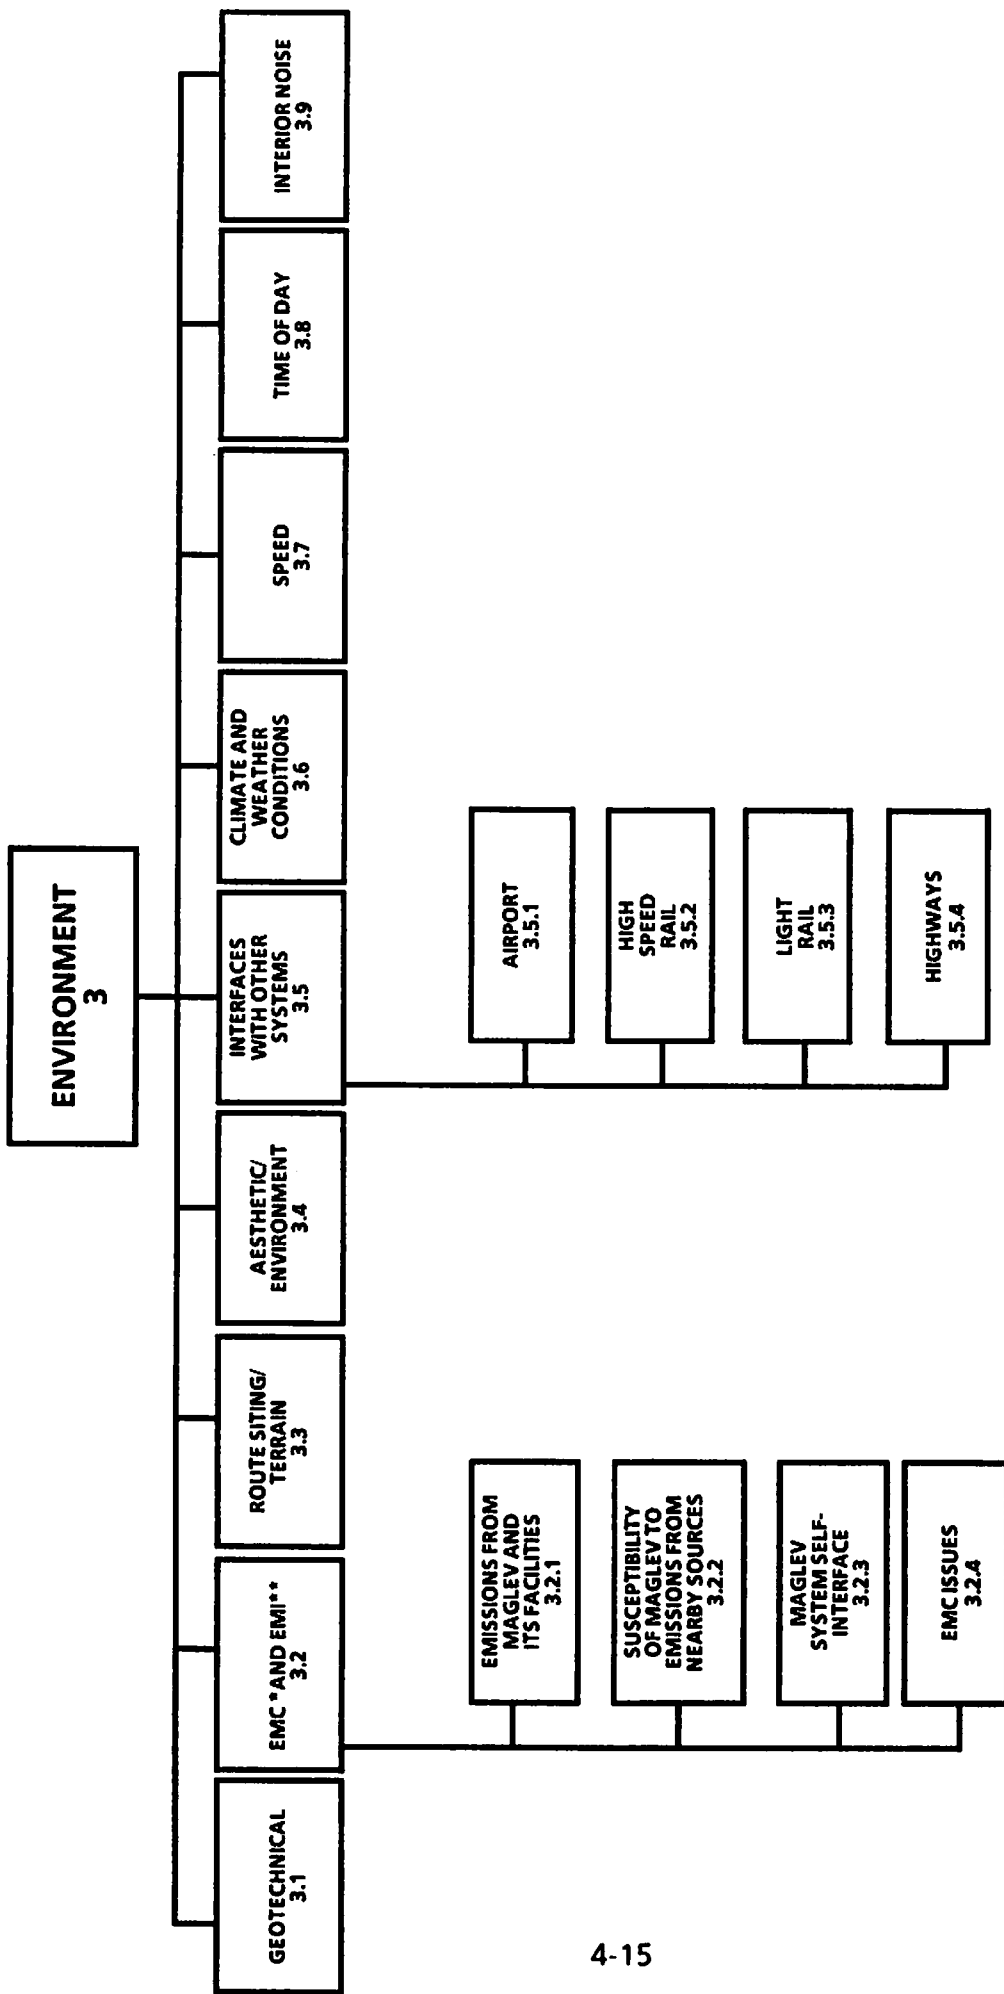 ENVIRONMENT
3
GEOTECHNICAL
3.1
EMC *AND EMI**
3.2
ROUTE SITING/
TERRAIN
3.3
AESTHETIC/
ENVIRONMENT
3.4
INTERFACES
WITH OTHER
SYSTEMS
3.5
CLIMATE AND
WEATHER
CONDITIONS
3.6
SPEED
3.7
TIME OF DAY
3.8
INTERIOR NOISE
3.9
EMISSIONS FROM
MAGLEV AND
ITS FACILITIES
3.2.1
SUSCEPTIBILITY
OF MAGLEV TO
EMISSIONS FROM
NEARBY SOURCES
3.2.2
MAGLEV
SYSTEM SELF-
INTERFACE
3.2.3
EMC ISSUES
3.2.4
AIRPORT
3.5.1
HIGH
SPEED
RAIL
3.5.2
LIGHT
RAIL
3.5.3
HIGHWAYS
3.5.4
4-15